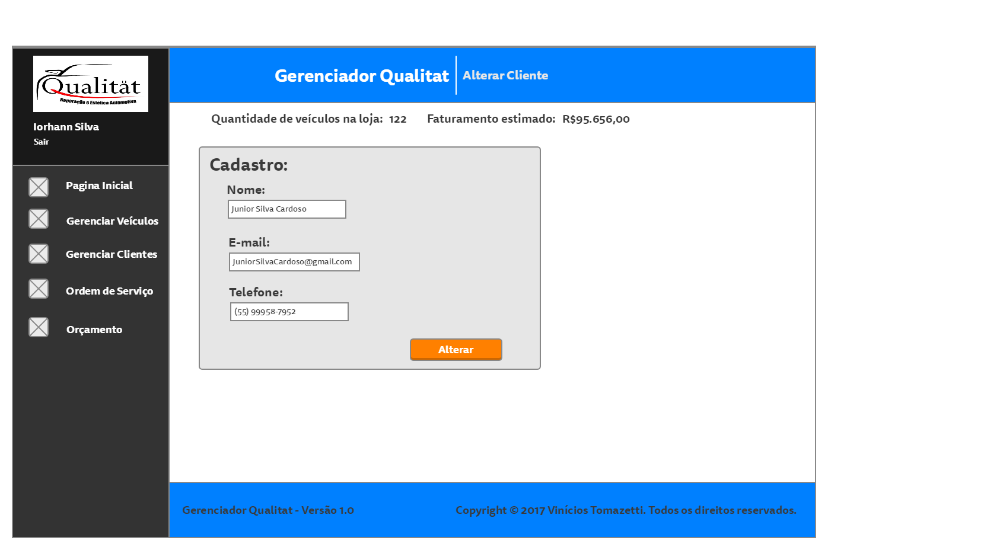 Qualität
Reparação e Estética Automotiva
Iorhann Silva
Sair
Pagina Inicial
Gerenciar Veículos
Gerenciar Clientes
Ordem de Serviço
Orçamento
Gerenciador Qualitat
Alterar Cliente
Quantidade de veículos na loja: 122 Faturamento estimado: R$95.656,00
Cadastro:
Nome:
Junior Silva Cardoso
E-mail:
JuniorSilvaCardoso@gmail.com
Telefone:
(55) 99958-7952
Alterar
Gerenciador Qualitat - Versão 1.0
Copyright © 2017 Vinícios Tomazetti. Todos os direitos reservados.